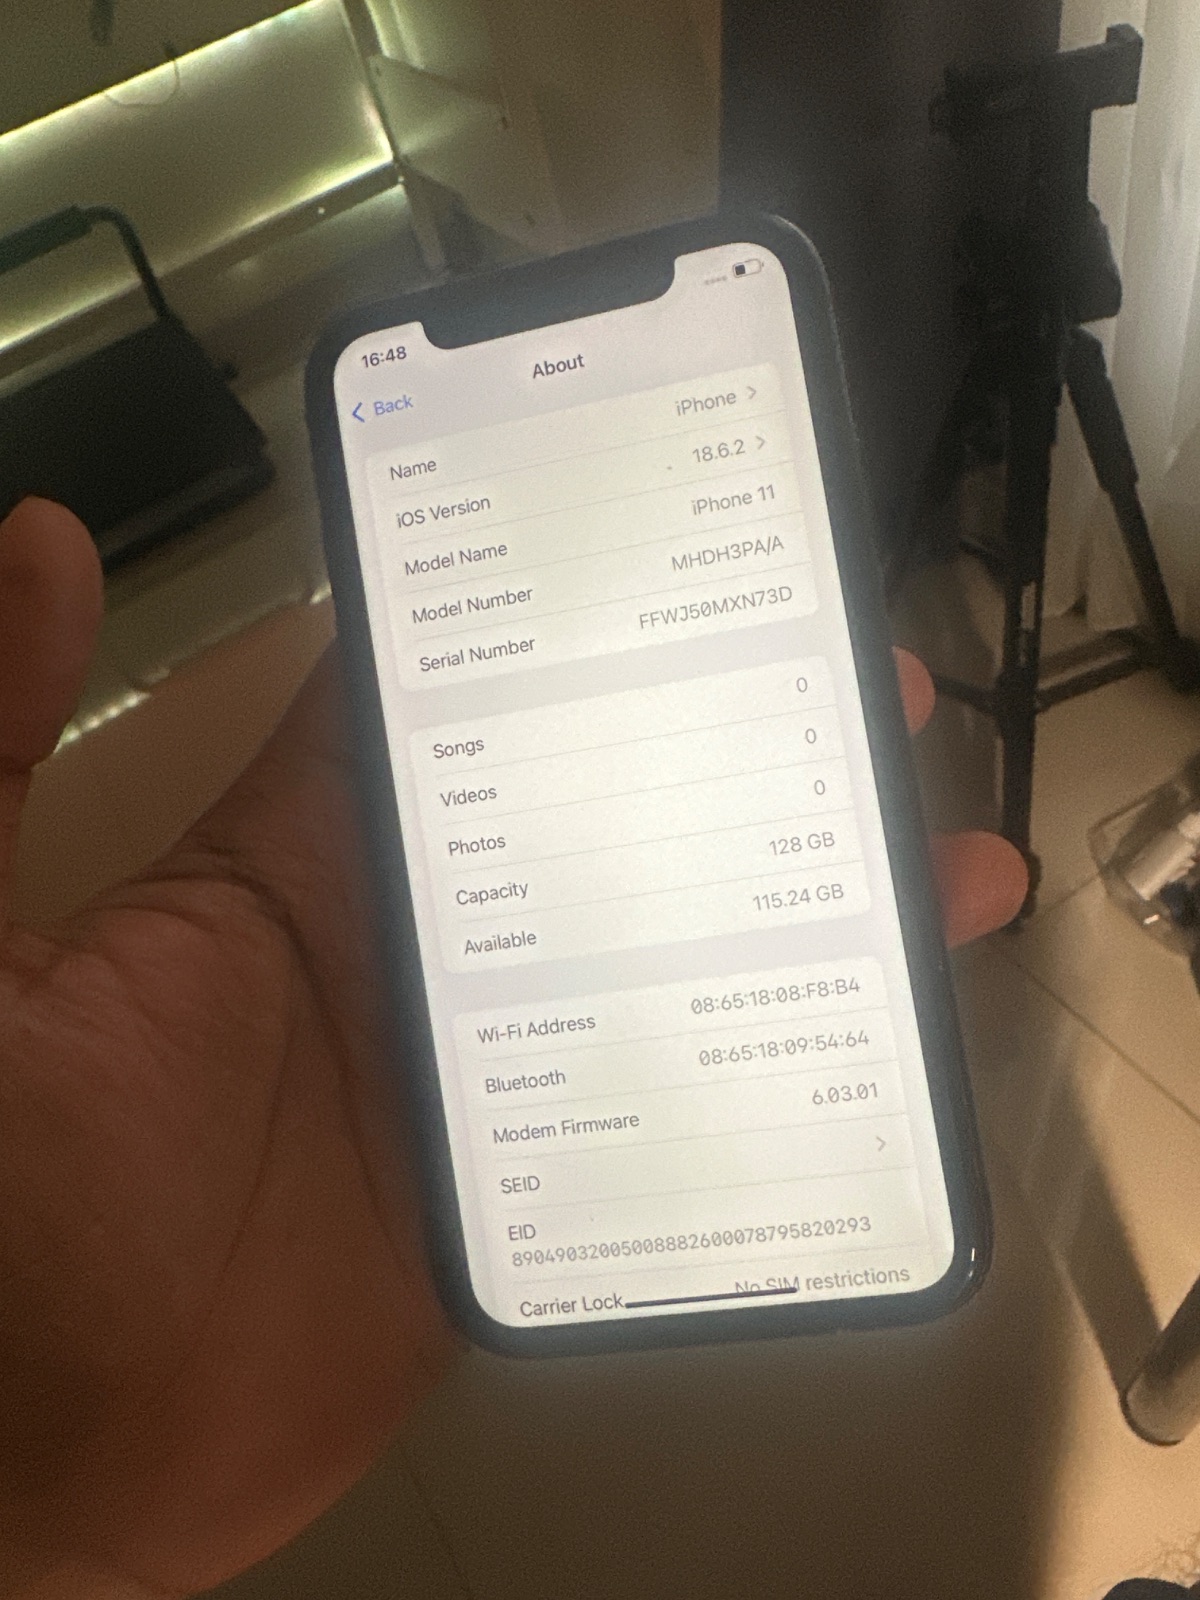 16:48
Back
About
Name iPhone
iOS Version 18.6.2
Model Name iPhone 11
Model Number MHDH3PA/A
Serial Number FFWJ50MXN73D
Songs 0
Videos 0
Photos 0
Capacity 128 GB
Available 115.24 GB
Wi-Fi Address 08:65:18:08:F8:B4
Bluetooth 08:65:18:09:54:64
Modem Firmware 6.03.01
SEID
EID
89049032005008882600078795820293
Carrier Lock No SIM restrictions